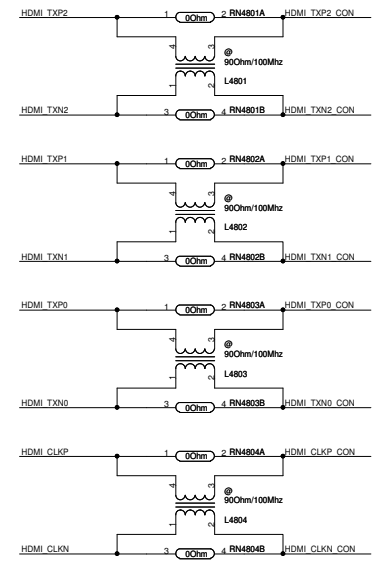 HDMI_TXP2 1 0Ohm 2 RN4801A HDMI_TXP2_CON
4 3
@
90Ohm/100Mhz
1 2
L4801
HDMI_TXN2 3 0Ohm 4 RN4801B HDMI_TXN2_CON
HDMI_TXP1 1 0Ohm 2 RN4802A HDMI_TXP1_CON
4 3
@
90Ohm/100Mhz
1 2
L4802
HDMI_TXN1 3 0Ohm 4 RN4802B HDMI_TXN1_CON
HDMI_TXP0 1 0Ohm 2 RN4803A HDMI_TXP0_CON
4 3
@
90Ohm/100Mhz
1 2
L4803
HDMI_TXN0 3 0Ohm 4 RN4803B HDMI_TXN0_CON
HDMI_CLKP 1 0Ohm 2 RN4804A HDMI_CLKP_CON
4 3
@
90Ohm/100Mhz
1 2
L4804
HDMI_CLKN 3 0Ohm 4 RN4804B HDMI_CLKN_CON